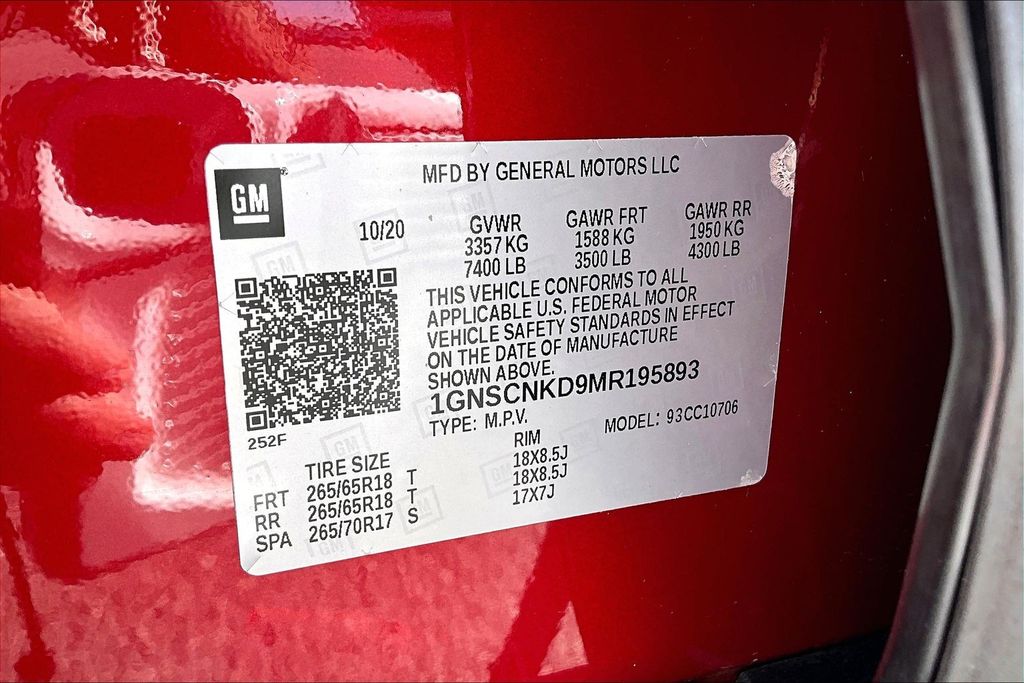 GM
MFD BY GENERAL MOTORS LLC
10/20
GVWR GAWR FRT GAWR RR
3357 KG 1588 KG 1950 KG
7400 LB 3500 LB 4300 LB
THIS VEHICLE CONFORMS TO ALL
APPLICABLE U.S. FEDERAL MOTOR
VEHICLE SAFETY STANDARDS IN EFFECT
ON THE DATE OF MANUFACTURE
SHOWN ABOVE.
1GNSCNKD9MR195893
TYPE: M.P.V. MODEL: 93CC10706
252F
TIRE SIZE RIM
FRT 265/65R18 T 18X8.5J
RR 265/65R18 T 18X8.5J
SPA 265/70R17 S 17X7J